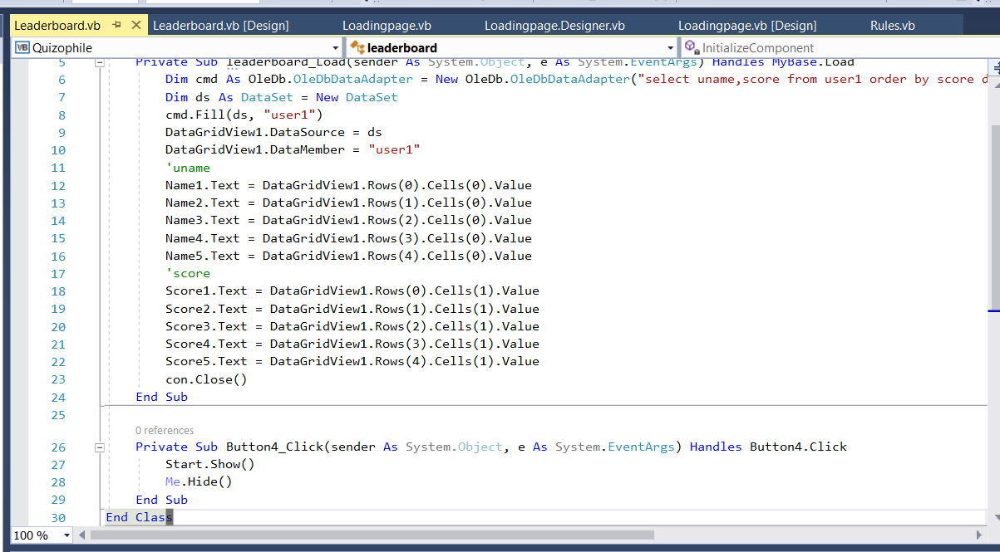 Leaderboard.vb Leaderboard.vb [Design] Loadingpage.vb Loadingpage.Designer.vb Loadingpage.vb [Design] Rules.vb
VB Quizophile leaderboard InitializeComponent
5 Private Sub leaderboard_Load(sender As System.Object, e As System.EventArgs) Handles MyBase.Load
6 Dim cmd As OleDb.OleDbDataAdapter = New OleDb.OleDbDataAdapter("select uname,score from user1 order by score d
7 Dim ds As DataSet = New DataSet
8 cmd.Fill(ds, "user1")
9 DataGridView1.DataSource = ds
10 DataGridView1.DataMember = "user1"
11 'uname
12 Name1.Text = DataGridView1.Rows(0).Cells(0).Value
13 Name2.Text = DataGridView1.Rows(1).Cells(0).Value
14 Name3.Text = DataGridView1.Rows(2).Cells(0).Value
15 Name4.Text = DataGridView1.Rows(3).Cells(0).Value
16 Name5.Text = DataGridView1.Rows(4).Cells(0).Value
17 'score
18 Score1.Text = DataGridView1.Rows(0).Cells(1).Value
19 Score2.Text = DataGridView1.Rows(1).Cells(1).Value
20 Score3.Text = DataGridView1.Rows(2).Cells(1).Value
21 Score4.Text = DataGridView1.Rows(3).Cells(1).Value
22 Score5.Text = DataGridView1.Rows(4).Cells(1).Value
23 con.Close()
24 End Sub
25
0 references
26 Private Sub Button4_Click(sender As System.Object, e As System.EventArgs) Handles Button4.Click
27 Start.Show()
28 Me.Hide()
29 End Sub
30 End Class
100 %